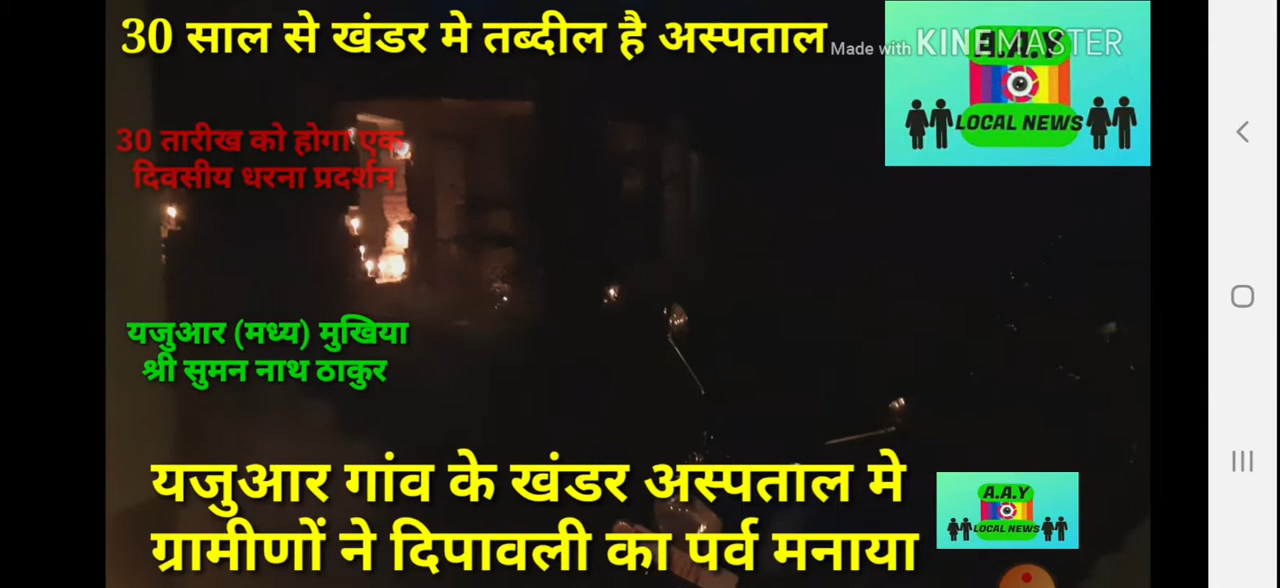 30 साल से खंडर मे तब्दील है अस्पताल
Made with KINEMASTER
A.A.Y
LOCAL NEWS
30 तारीख को होगा एक
दिवसीय धरना प्रदर्शन
यजुआर (मध्य) मुखिया
श्री सुमन नाथ ठाकुर
यजुआर गांव के खंडर अस्पताल मे
ग्रामीणों ने दिपावली का पर्व मनाया
A.A.Y
LOCAL NEWS